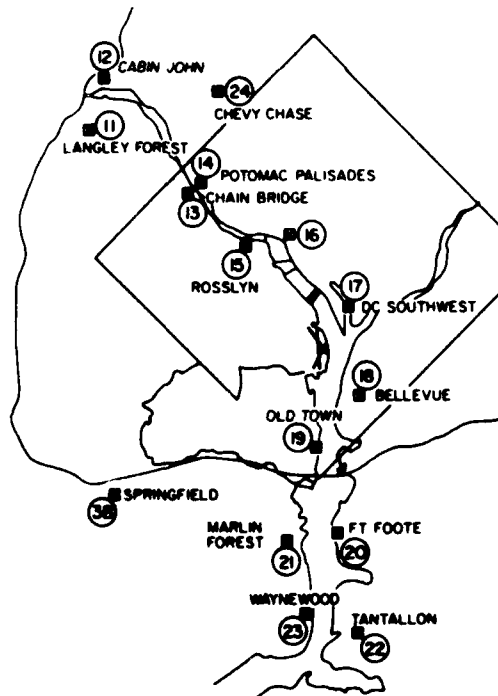 12
CABIN JOHN
24
CHEVY CHASE
11
LANGLEY FOREST
14
POTOMAC PALISADES
CHAIN BRIDGE
13
16
15
ROSSLYN
17
DC SOUTHWEST
18
BELLEVUE
OLD TOWN
19
SPRINGFIELD
38
MARLIN
FOREST
21
FT FOOTE
20
WAYNEWOOD
23
TANTALLON
22